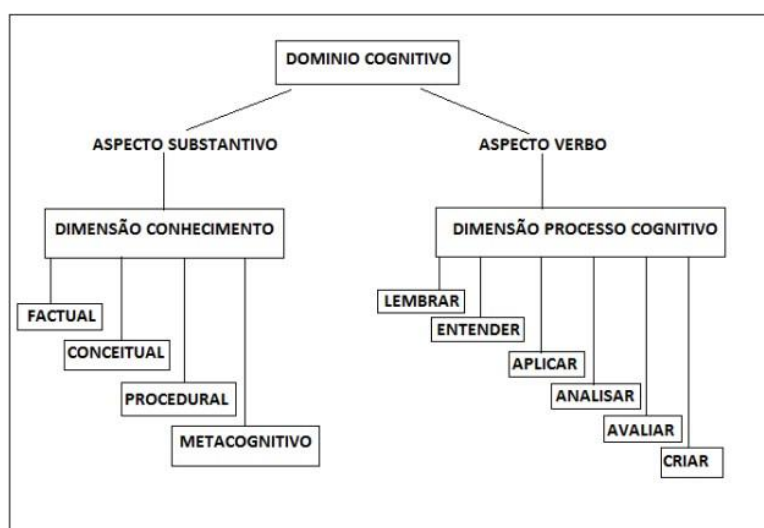 DOMINIO COGNITIVO
ASPECTO SUBSTANTIVO
ASPECTO VERBO
DIMENSÃO CONHECIMENTO
DIMENSÃO PROCESSO COGNITIVO
FACTUAL
CONCEITUAL
PROCEDURAL
METACOGNITIVO
LEMBRAR
ENTENDER
APLICAR
ANALISAR
AVALIAR
CRIAR